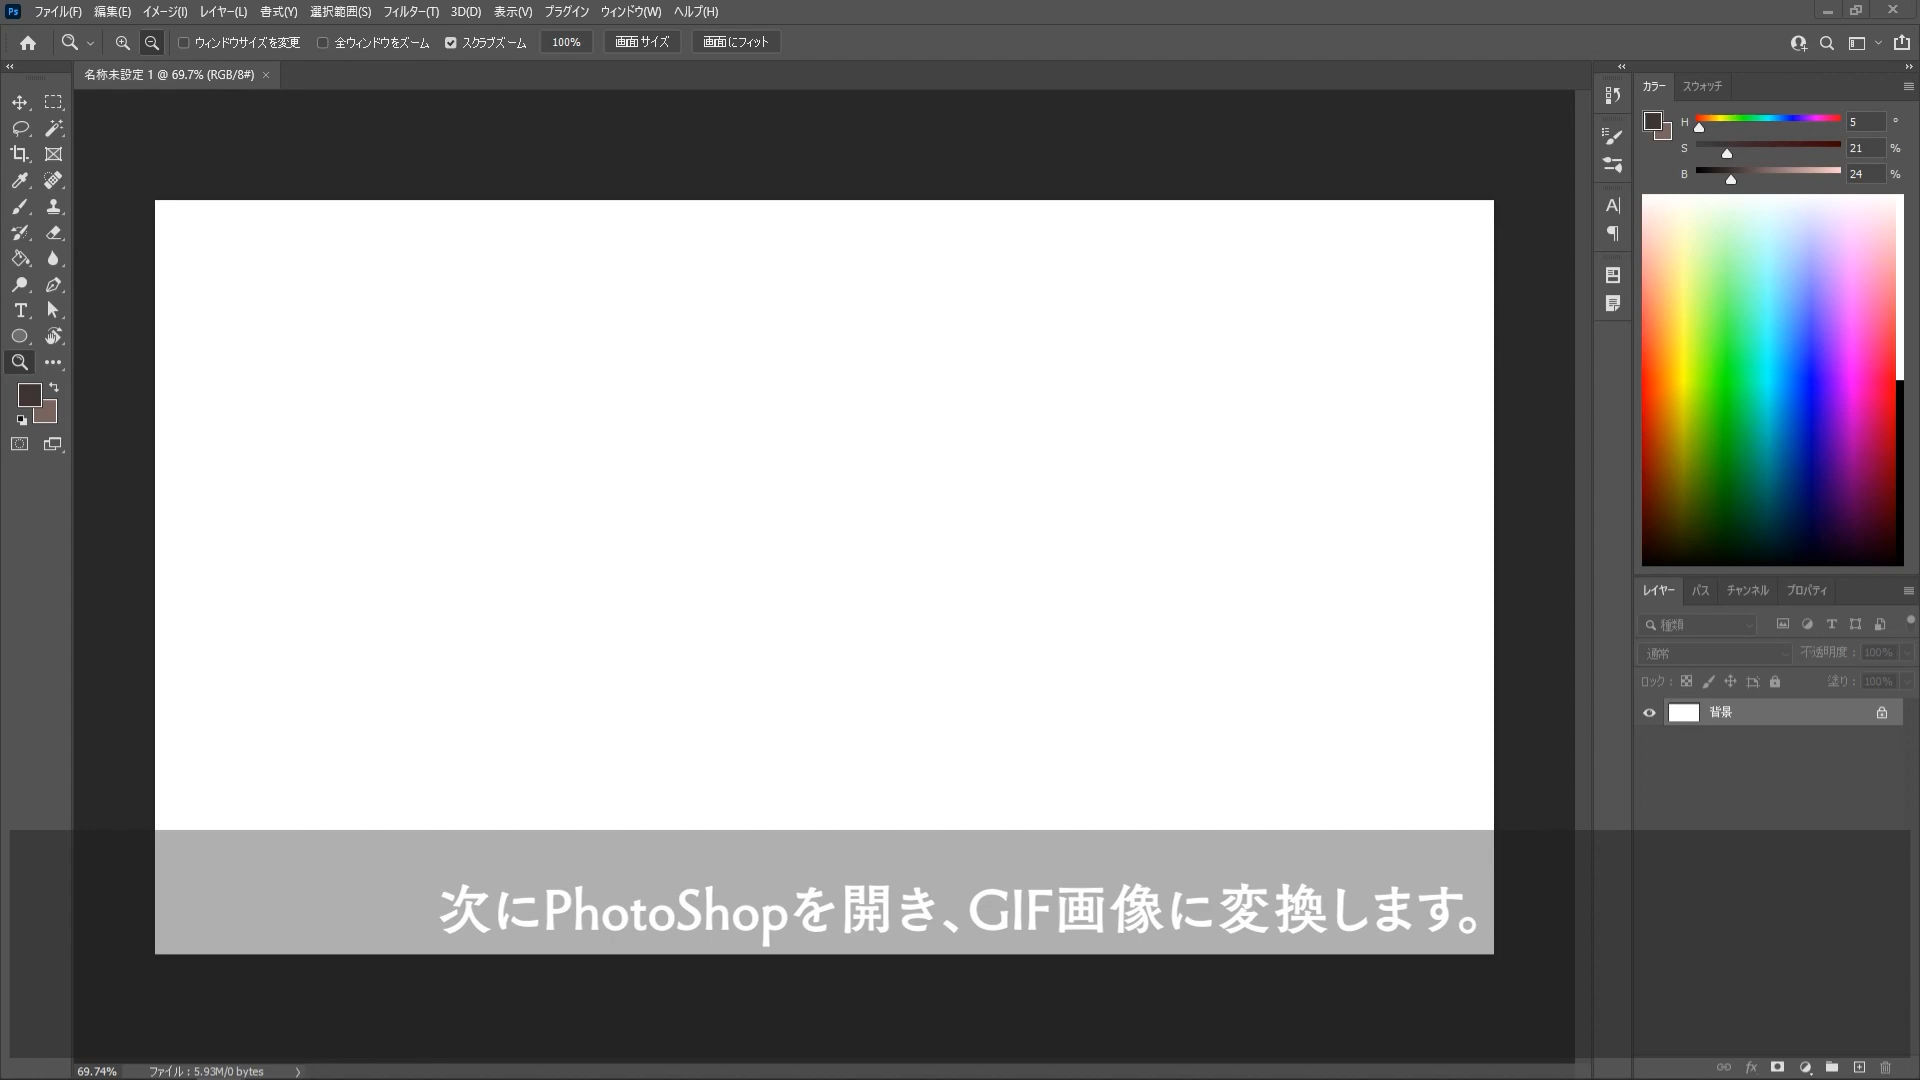 Ps ファイル(F) 編集(E) イメージ(I) レイヤー(L) 書式(Y) 選択範囲(S) フィルター(T) 3D(D) 表示(V) プラグイン ウィンドウ(W) ヘルプ(H)
ウィンドウサイズを変更 全ウィンドウをズーム スクラブズーム 100% 画面サイズ 画面にフィット
名称未設定 1 @ 69.7% (RGB/8#) ×
カラー スウォッチ
H 5 °
S 21 %
B 24 %
レイヤー パス チャンネル プロパティ
種類
通常 不透明度 : 100%
ロック : 塗り : 100%
背景
次にPhotoShopを開き、GIF画像に変換します。
69.74% ファイル : 5.93M/0 bytes
fx